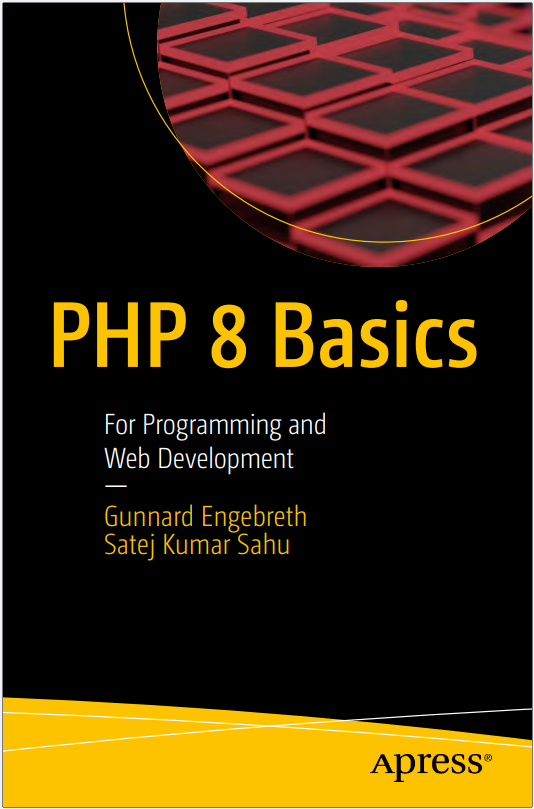 PHP 8 Basics
For Programming and
Web Development
Gunnard Engebreth
Satej Kumar Sahu
Apress®